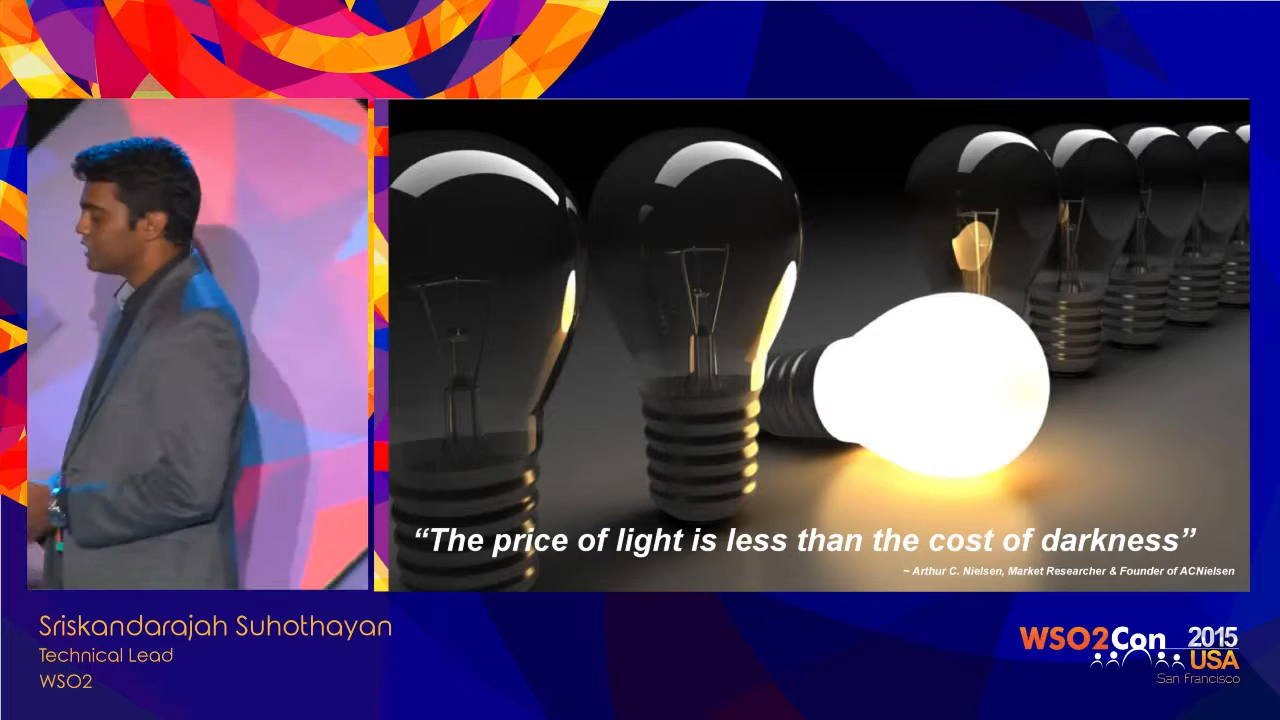 “The price of light is less than the cost of darkness”
~ Arthur C. Nielsen, Market Researcher & Founder of ACNielsen
Sriskandarajah Suhothayan
Technical Lead
WSO2
WSO2Con 2015
USA
San Francisco